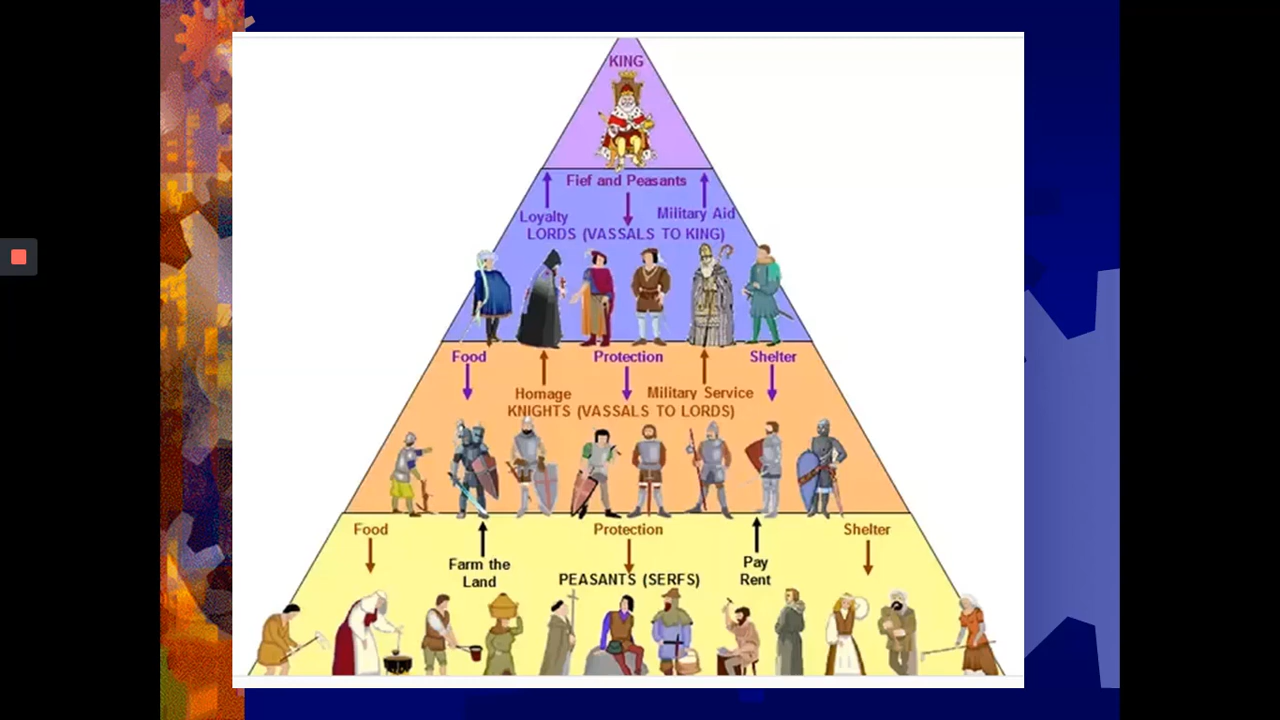 KING
Fief and Peasants
Loyalty
Military Aid
LORDS (VASSALS TO KING)
Food
Protection
Shelter
Homage
Military Service
KNIGHTS (VASSALS TO LORDS)
Food
Protection
Shelter
Farm the
Land
Pay
Rent
PEASANTS (SERFS)